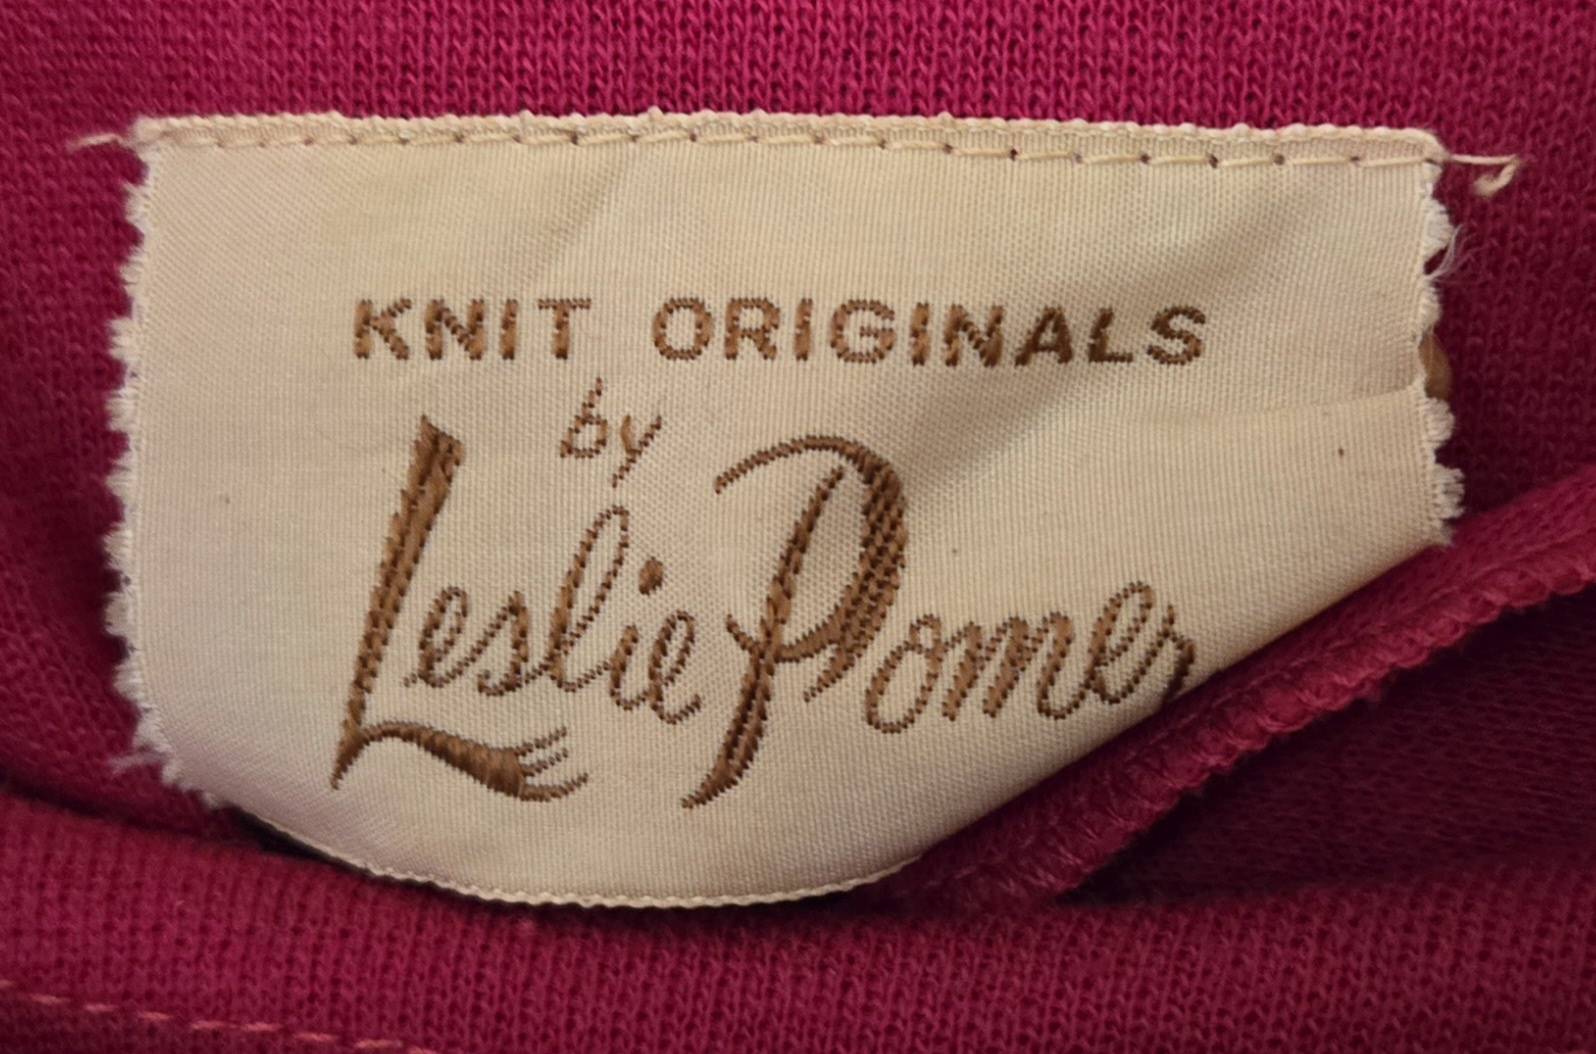 KNIT ORIGINALS
by
Leslie Pomer